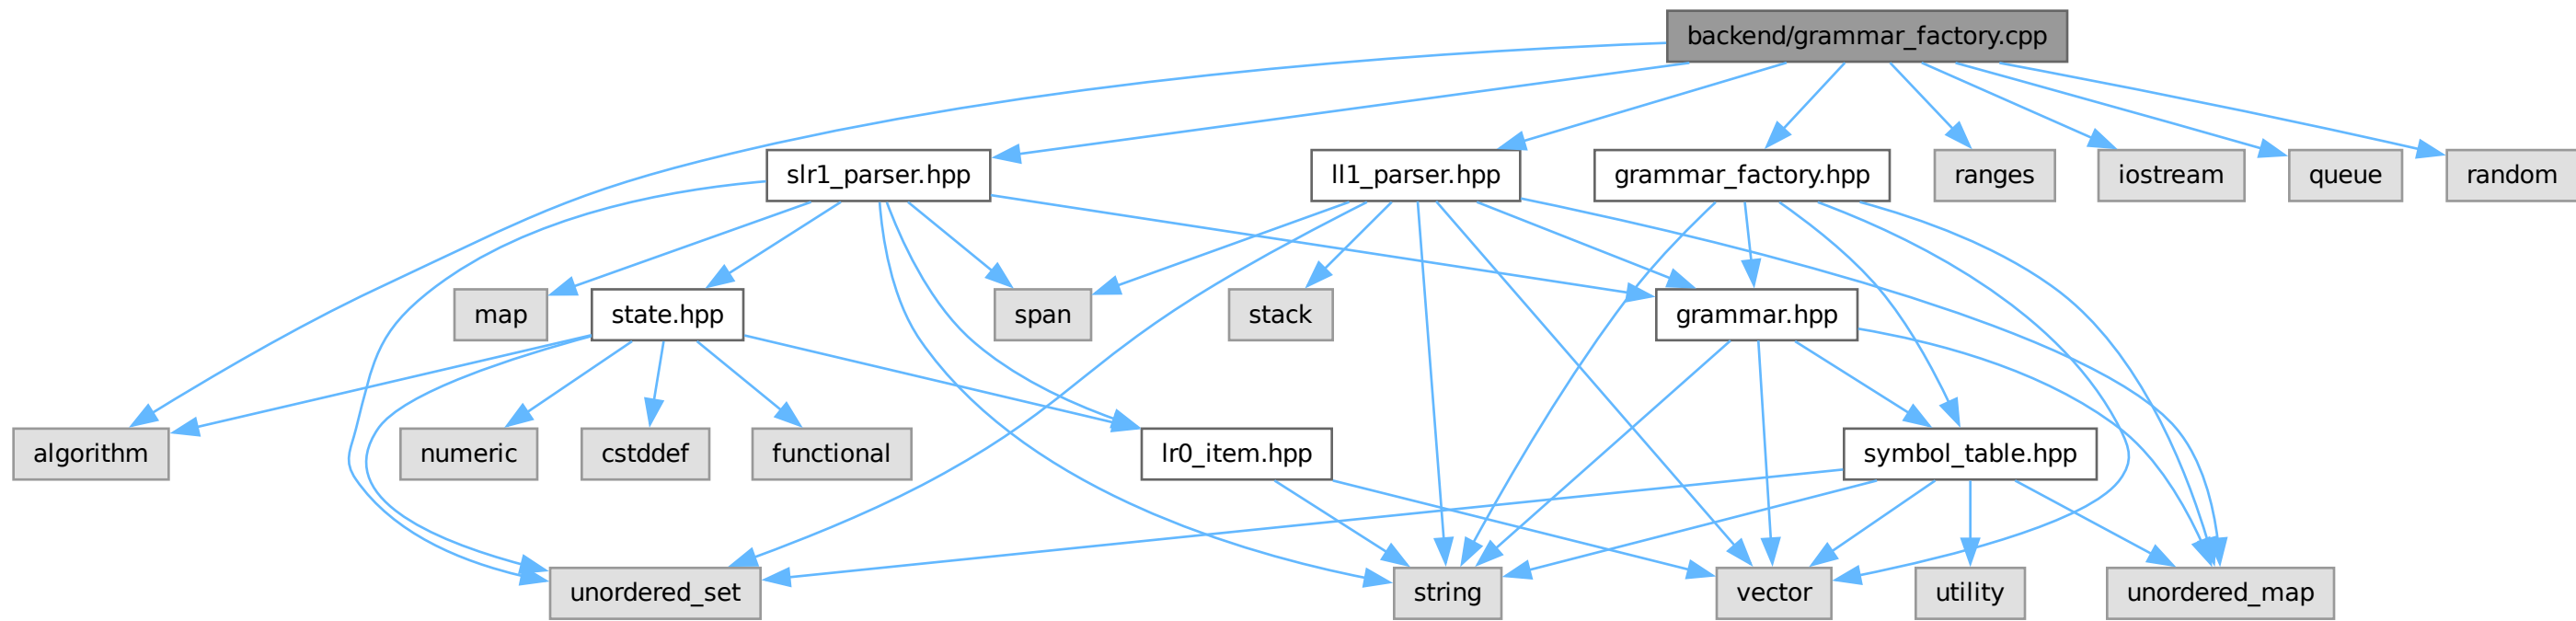 backend/grammar_factory.cpp
slr1_parser.hpp
ll1_parser.hpp
grammar_factory.hpp
ranges
iostream
queue
random
map
state.hpp
span
stack
grammar.hpp
algorithm
numeric
cstddef
functional
lr0_item.hpp
symbol_table.hpp
unordered_set
string
vector
utility
unordered_map